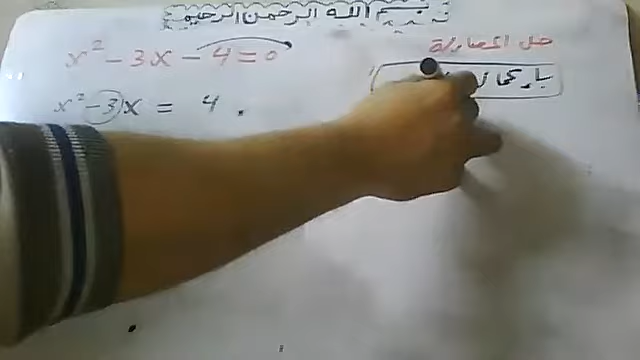 بسم الله الرحمن الرحيم
حل المعادلة
x² - 3x - 4 = 0
x² - 3x = 4 .